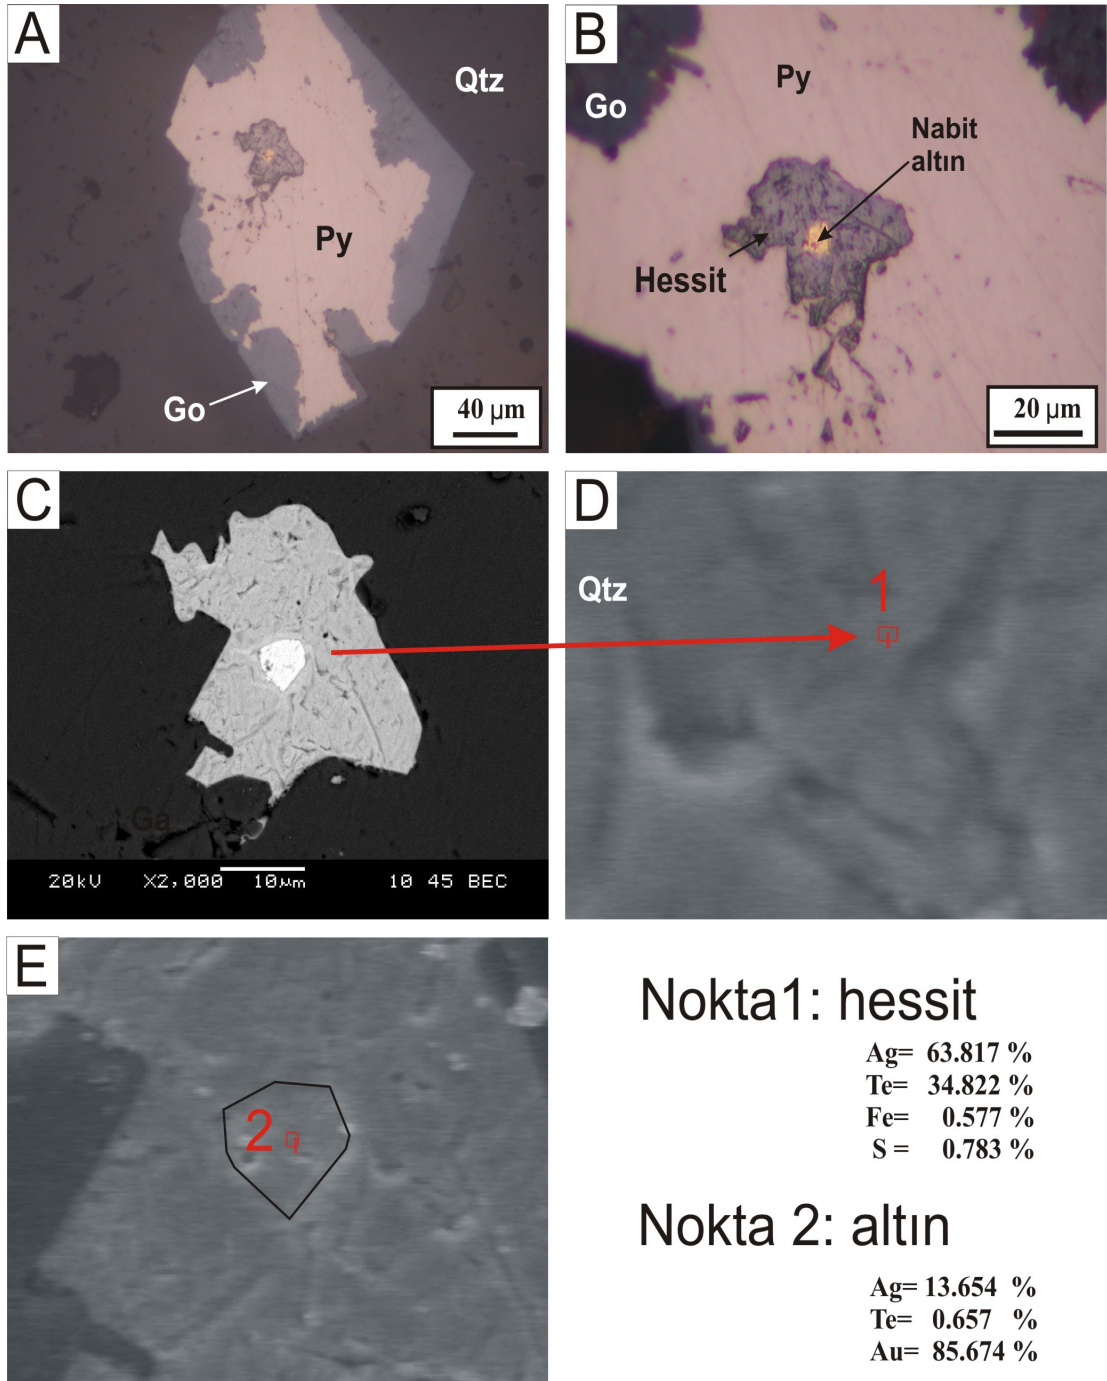 A
Qtz
Py
Go
40 µm
B
Py
Go
Nabit
altın
Hessit
20 µm
C
Ga
20kV X2,000 10µm 10 45 BEC
D
Qtz
1
E
2
Nokta1: hessit
Ag= 63.817 %
Te= 34.822 %
Fe= 0.577 %
S = 0.783 %
Nokta 2: altın
Ag= 13.654 %
Te= 0.657 %
Au= 85.674 %